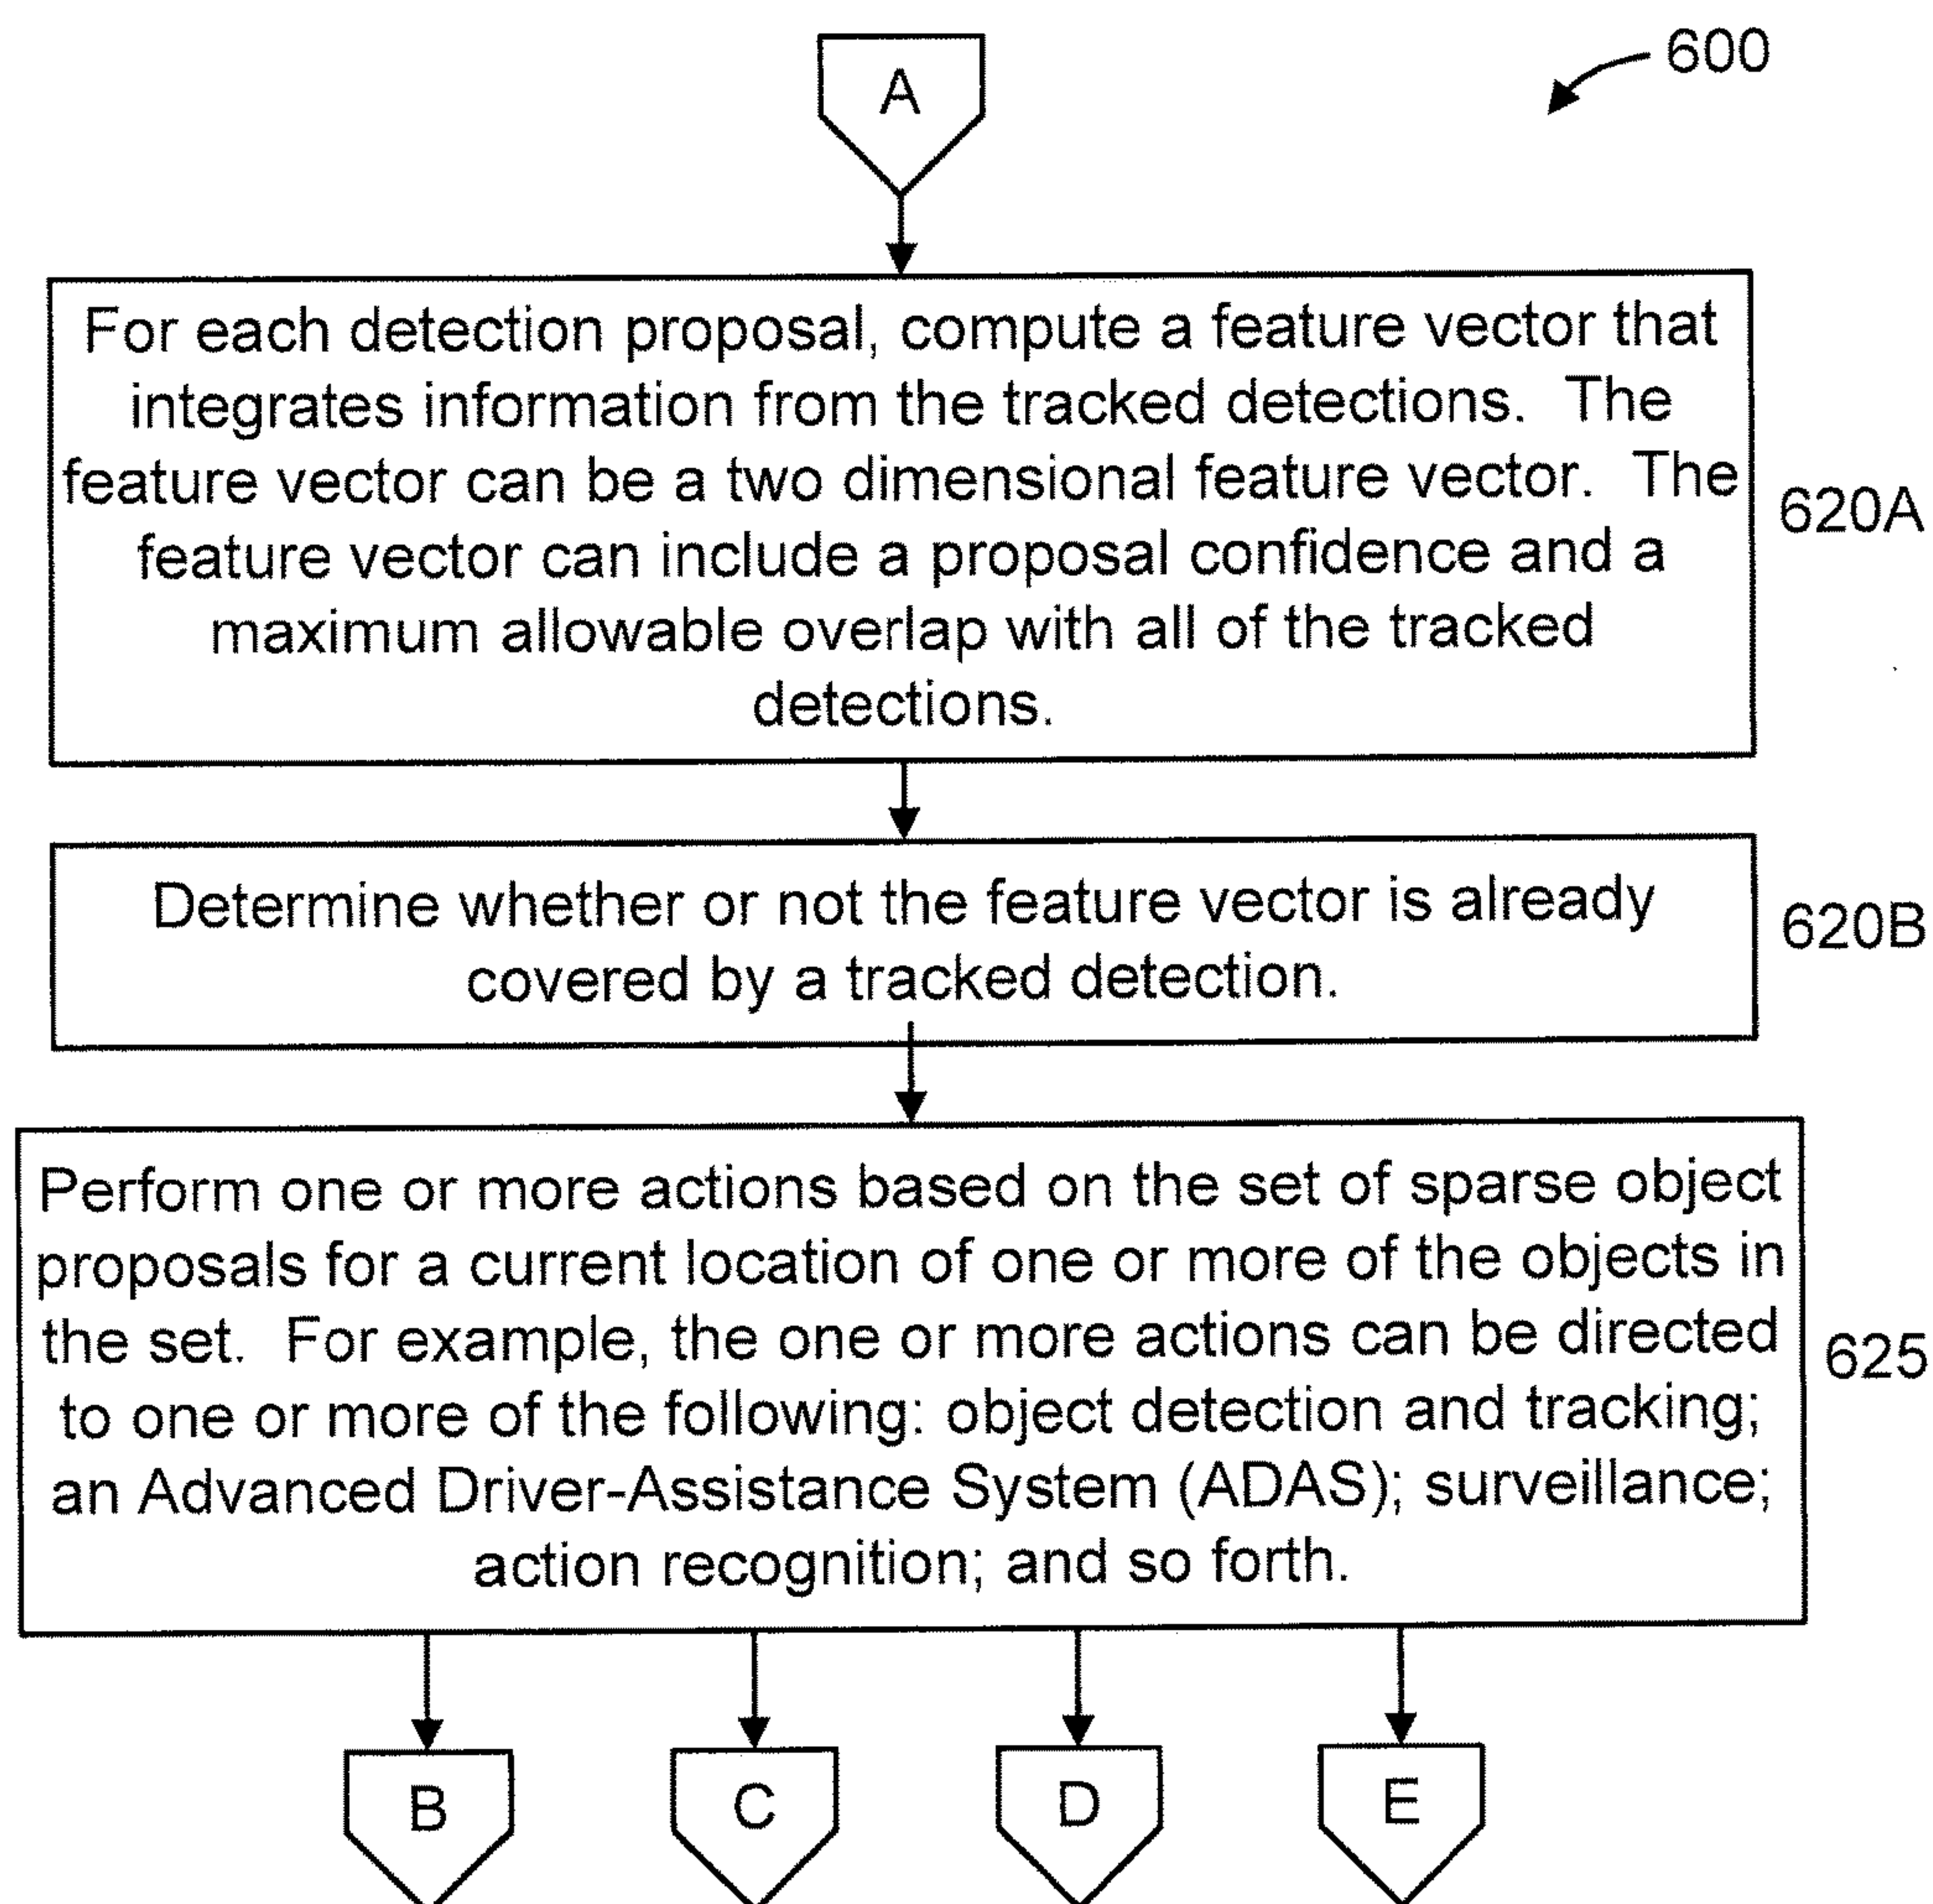 600
A
For each detection proposal, compute a feature vector that
integrates information from the tracked detections. The
feature vector can be a two dimensional feature vector. The
feature vector can include a proposal confidence and a
maximum allowable overlap with all of the tracked
detections.
620A
Determine whether or not the feature vector is already
covered by a tracked detection.
620B
Perform one or more actions based on the set of sparse object
proposals for a current location of one or more of the objects in
the set. For example, the one or more actions can be directed
to one or more of the following: object detection and tracking;
an Advanced Driver-Assistance System (ADAS); surveillance;
action recognition; and so forth.
625
B
C
D
E